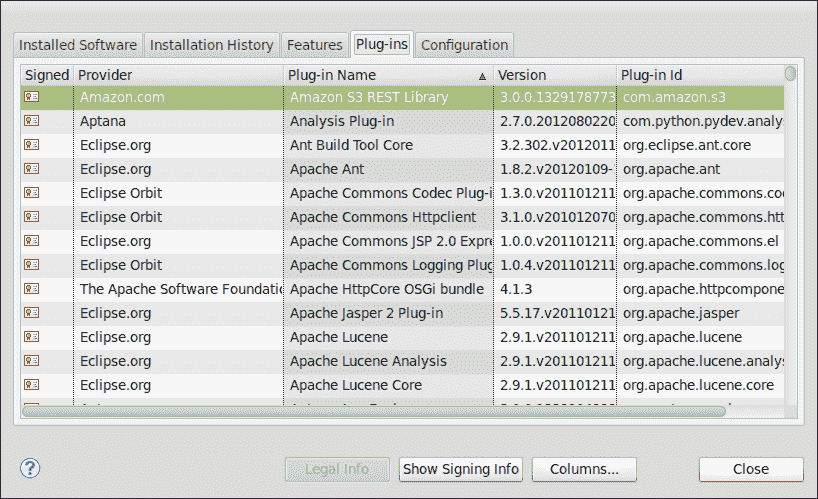 Installed Software Installation History Features Plug-ins Configuration
Signed Provider Plug-in Name Version Plug-in Id
Amazon.com Amazon S3 REST Library 3.0.0.1329178773 com.amazon.s3
Aptana Analysis Plug-in 2.7.0.2012080220 com.python.pydev.analys
Eclipse.org Ant Build Tool Core 3.2.302.v2012011 org.eclipse.ant.core
Eclipse.org Apache Ant 1.8.2.v20120109- org.apache.ant
Eclipse Orbit Apache Commons Codec Plug-i 1.3.0.v201101211 org.apache.commons.co
Eclipse Orbit Apache Commons Httpclient 3.1.0.v201012070 org.apache.commons.htt
Eclipse.org Apache Commons JSP 2.0 Expre 1.0.0.v201101211 org.apache.commons.el
Eclipse Orbit Apache Commons Logging Plug 1.0.4.v201101211 org.apache.commons.log
The Apache Software Foundati Apache HttpCore OSGi bundle 4.1.3 org.apache.httpcompone
Eclipse.org Apache Jasper 2 Plug-in 5.5.17.v20110121 org.apache.jasper
Eclipse.org Apache Lucene 2.9.1.v201101211 org.apache.lucene
Eclipse.org Apache Lucene Analysis 2.9.1.v201101211 org.apache.lucene.analys
Eclipse.org Apache Lucene Core 2.9.1.v201101211 org.apache.lucene.core
? Legal Info Show Signing Info Columns... Close